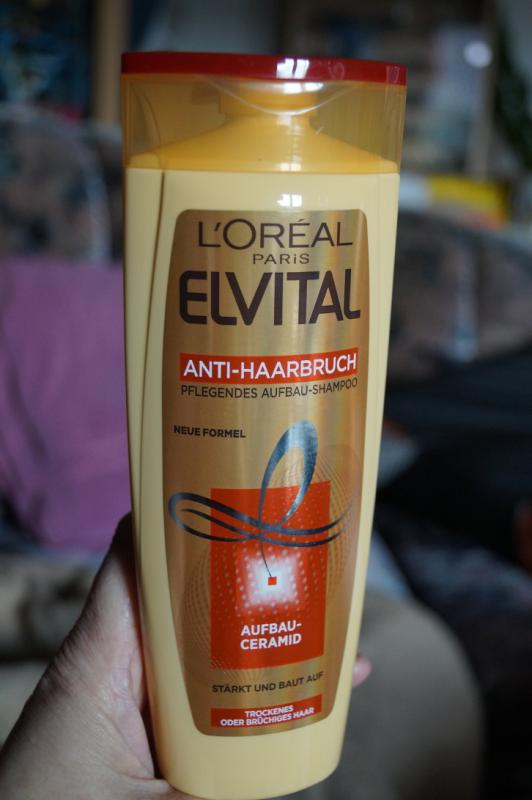 L'ORÉAL
PARIS
ELVITAL
ANTI-HAARBRUCH
PFLEGENDES AUFBAU-SHAMPOO
NEUE FORMEL
AUFBAU-
CERAMID
STÄRKT UND BAUT AUF
TROCKENES
ODER BRÜCHIGES HAAR